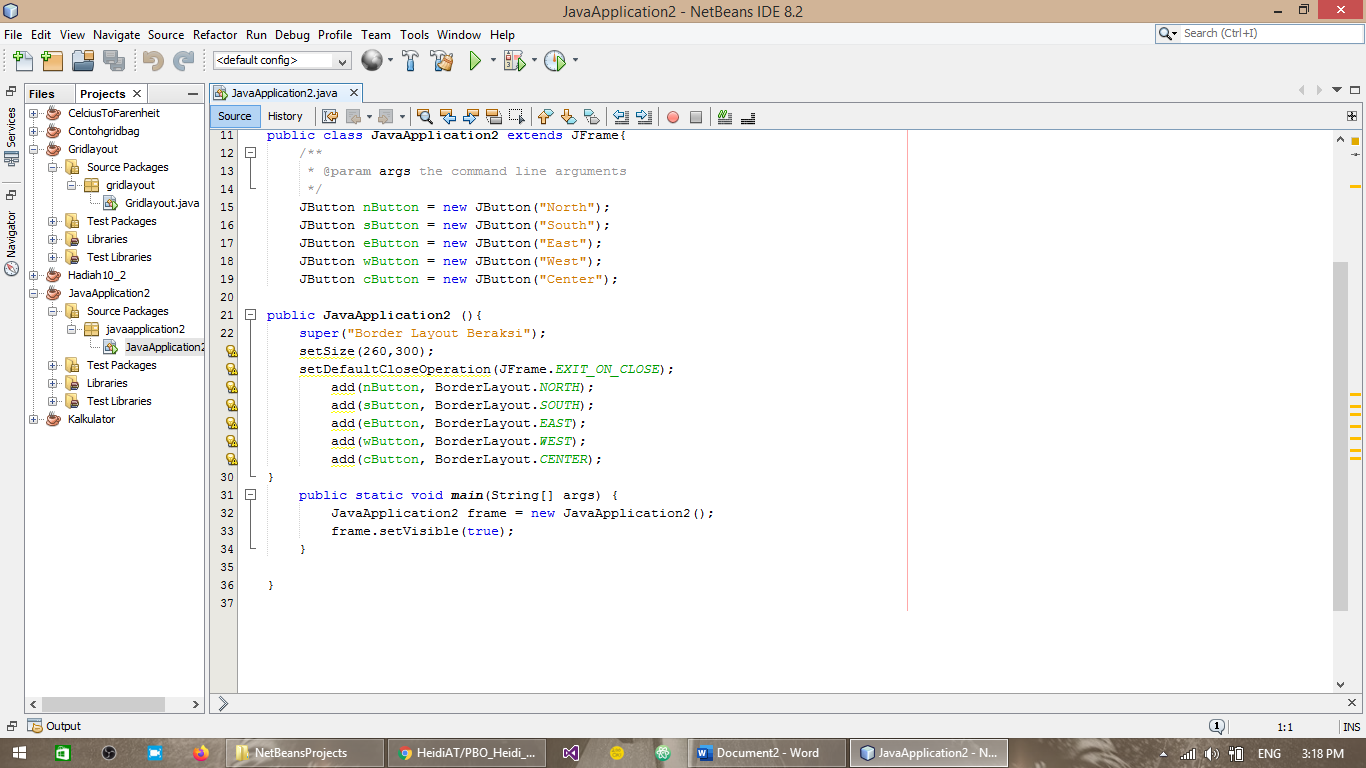 JavaApplication2 - NetBeans IDE 8.2
File Edit View Navigate Source Refactor Run Debug Profile Team Tools Window Help
Search (Ctrl+I)
<default config>
Services
Navigator
Files Projects
CelciusToFarenheit
Contohgridbag
Gridlayout
Source Packages
gridlayout
Gridlayout.java
Test Packages
Libraries
Test Libraries
Hadiah10_2
JavaApplication2
Source Packages
javaapplication2
JavaApplication2
Test Packages
Libraries
Test Libraries
Kalkulator
JavaApplication2.java
Source History
11 public class JavaApplication2 extends JFrame{
12 /**
13 * @param args the command line arguments
14 */
15 JButton nButton = new JButton("North");
16 JButton sButton = new JButton("South");
17 JButton eButton = new JButton("East");
18 JButton wButton = new JButton("West");
19 JButton cButton = new JButton("Center");
20
21 public JavaApplication2 (){
22 super("Border Layout Beraksi");
setSize(260,300);
setDefaultCloseOperation(JFrame.EXIT_ON_CLOSE);
add(nButton, BorderLayout.NORTH);
add(sButton, BorderLayout.SOUTH);
add(eButton, BorderLayout.EAST);
add(wButton, BorderLayout.WEST);
add(cButton, BorderLayout.CENTER);
30 }
31 public static void main(String[] args) {
32 JavaApplication2 frame = new JavaApplication2();
33 frame.setVisible(true);
34 }
35
36 }
37
Output
1
1:1
INS
NetBeansProjects
HeidiAT/PBO_Heidi_...
Document2 - Word
JavaApplication2 - N...
ENG
3:18 PM